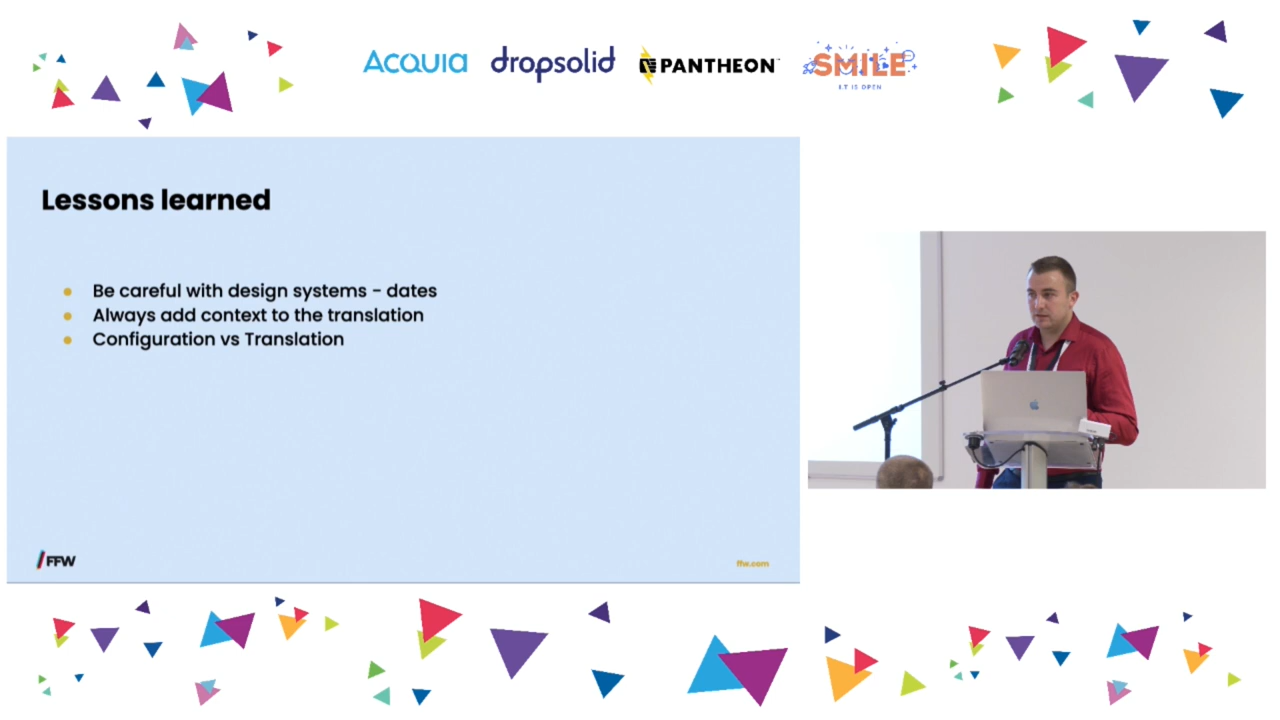 ACQUIA dropsolid PANTHEON SMILE
I.T IS OPEN
Lessons learned
Be careful with design systems - dates
Always add context to the translation
Configuration vs Translation
FFW
ffw.com